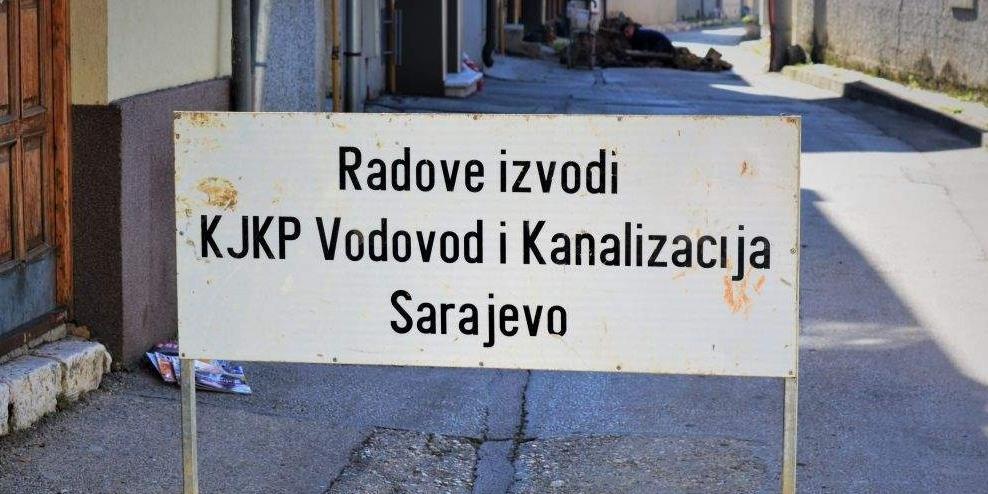 Radove izvodi
KJKP Vodovod i Kanalizacija
Sarajevo